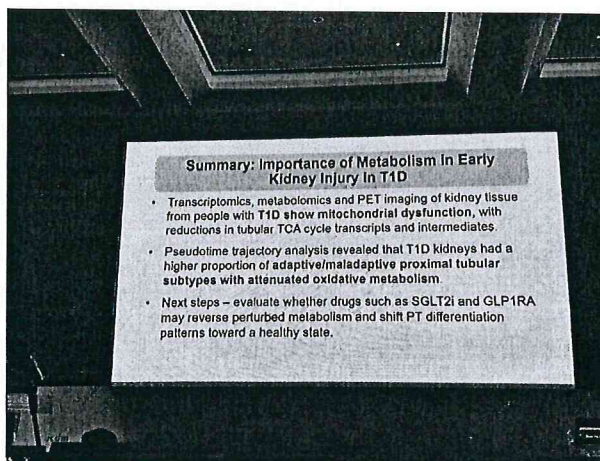 Summary: Importance of Metabolism in Early
Kidney Injury in T1D
• Transcriptomics, metabolomics and PET imaging of kidney tissue
from people with T1D show mitochondrial dysfunction, with
reductions in tubular TCA cycle transcripts and intermediates.
• Pseudotime trajectory analysis revealed that T1D kidneys had a
higher proportion of adaptive/maladaptive proximal tubular
subtypes with attenuated oxidative metabolism.
• Next steps – evaluate whether drugs such as SGLT2i and GLP1RA
may reverse perturbed metabolism and shift PT differentiation
patterns toward a healthy state.